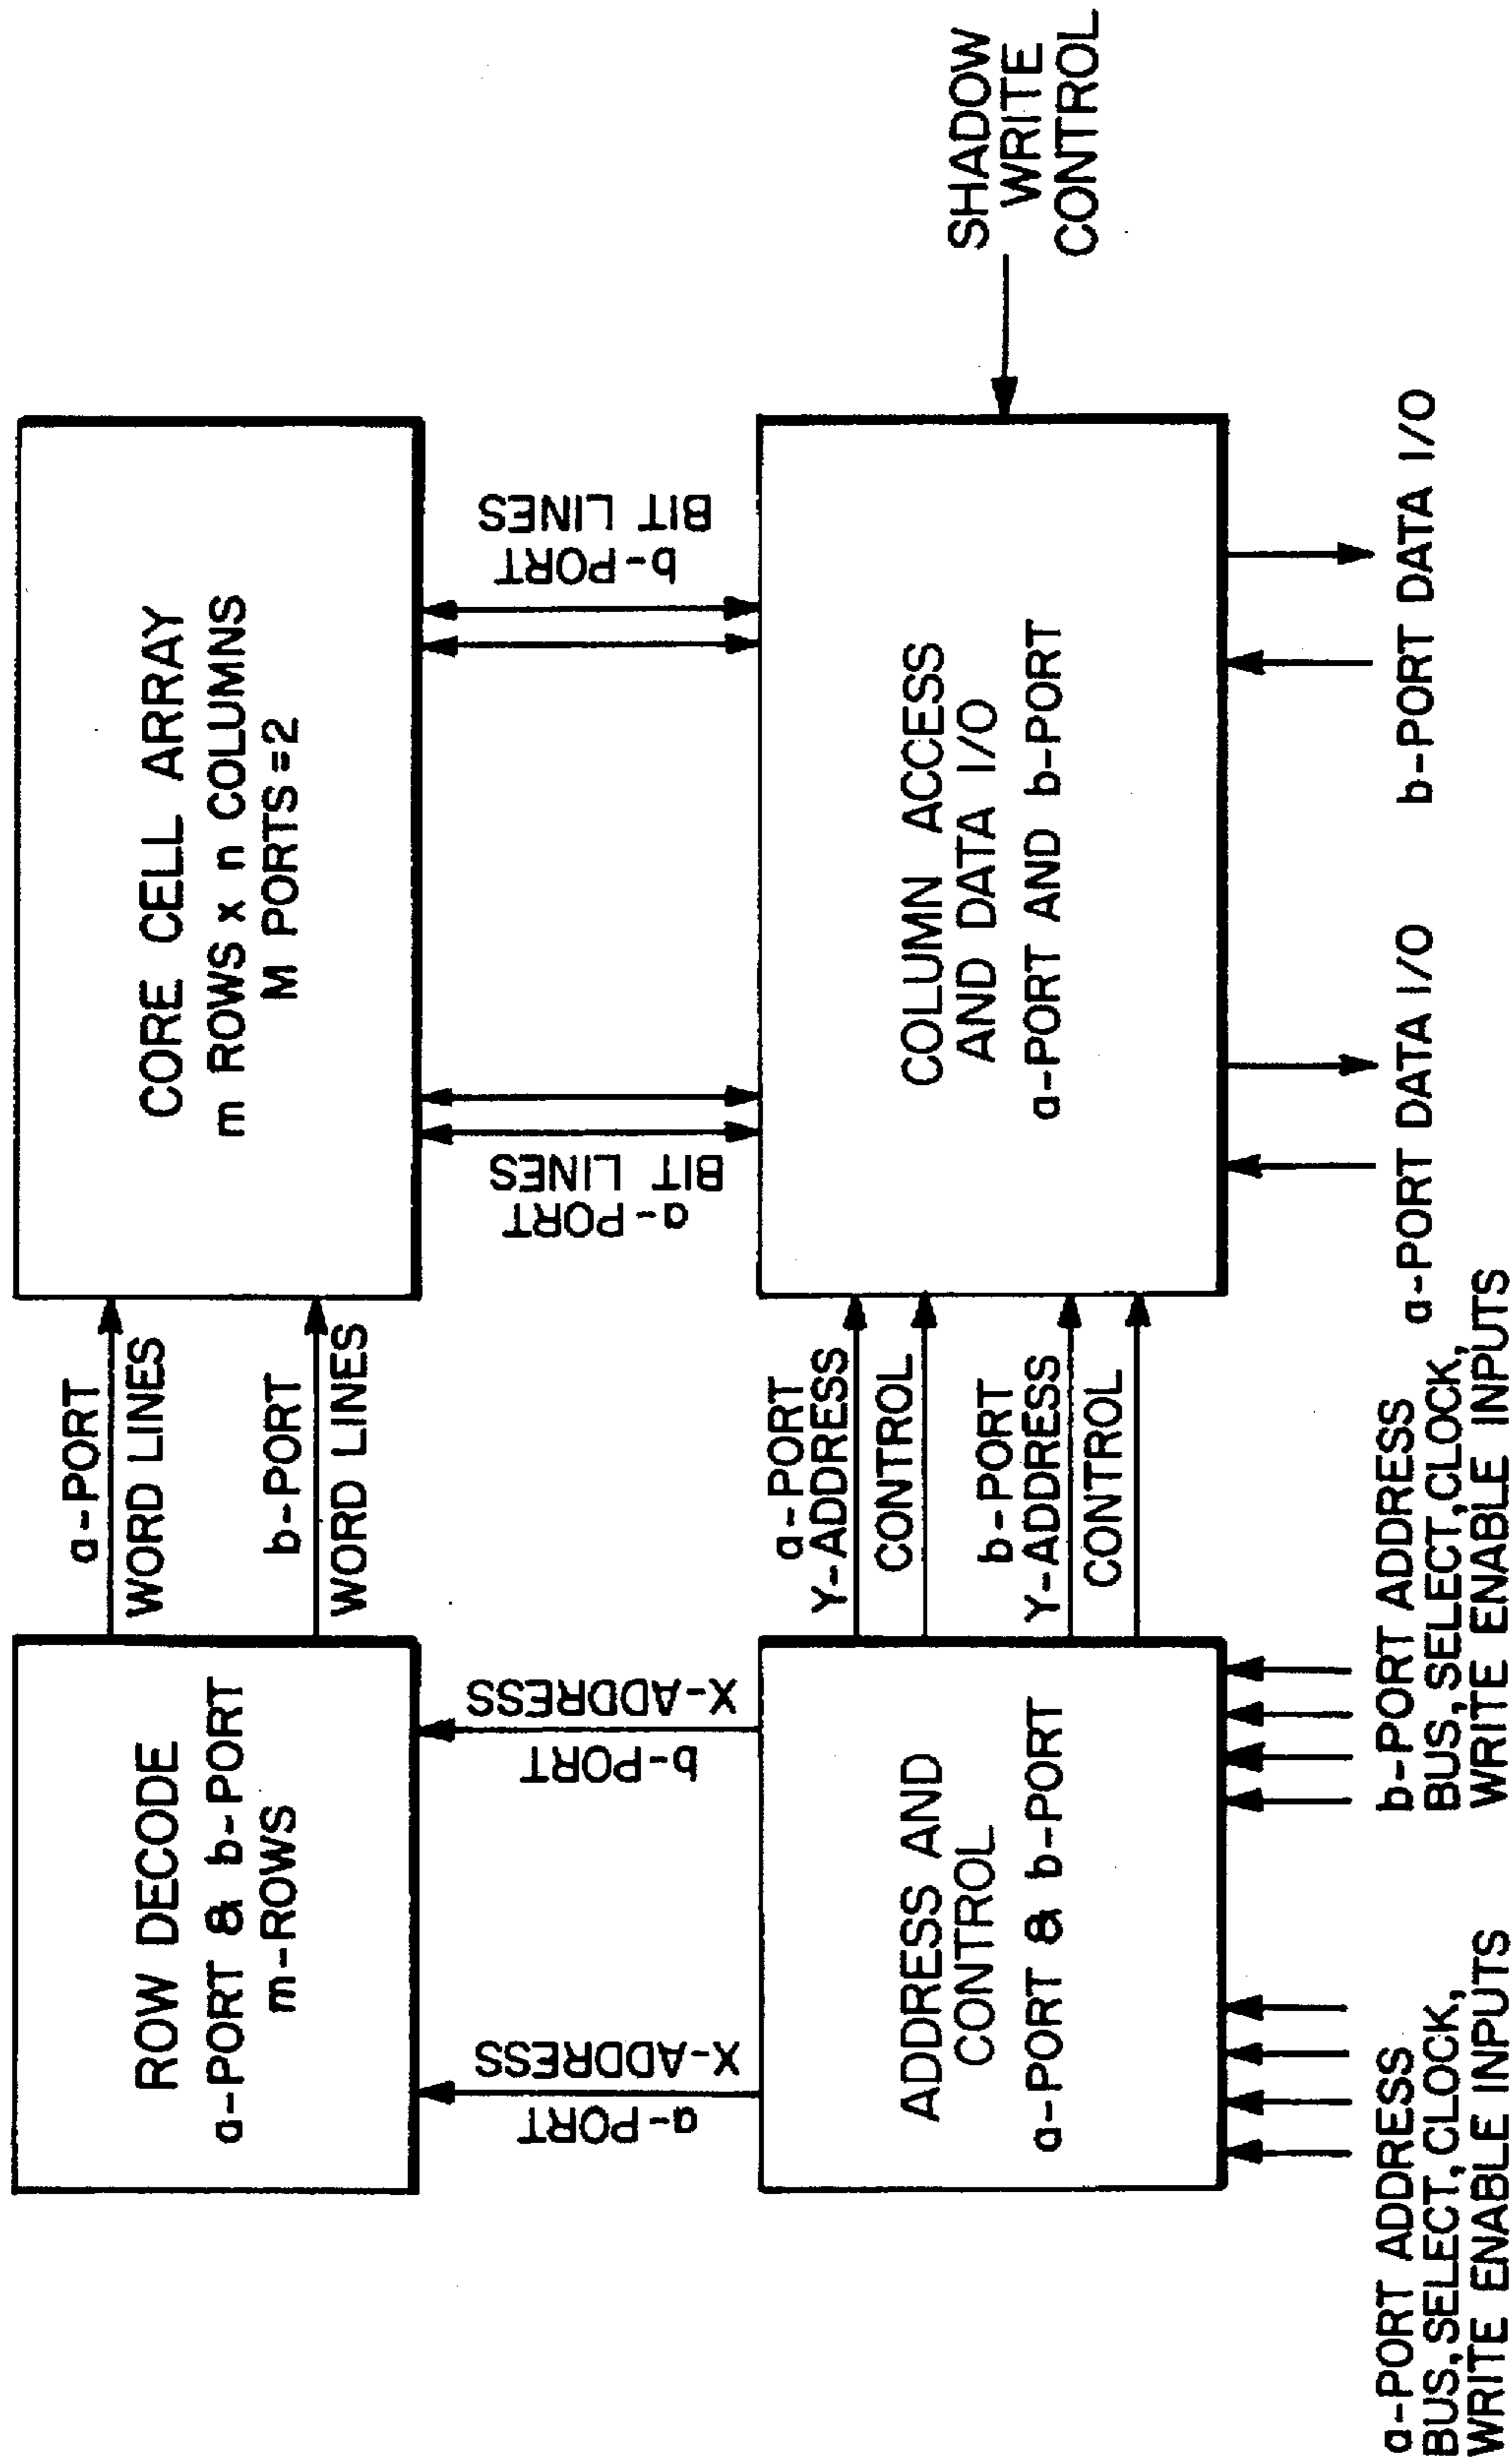 ROW DECODE
a-PORT & b-PORT
m-ROWS
a-PORT
WORD LINES
b-PORT
WORD LINES
CORE CELL ARRAY
m ROWS x n COLUMNS
M PORTS=2
a-PORT
X-ADDRESS
b-PORT
X-ADDRESS
a-PORT
BIT LINES
b-PORT
BIT LINES
ADDRESS AND
CONTROL
a-PORT & b-PORT
a-PORT
Y-ADDRESS
CONTROL
b-PORT
Y-ADDRESS
CONTROL
COLUMN ACCESS
AND DATA I/O
a-PORT AND b-PORT
SHADOW
WRITE
CONTROL
a-PORT ADDRESS
BUS,SELECT,CLOCK,
WRITE ENABLE INPUTS
b-PORT ADDRESS
BUS,SELECT,CLOCK,
WRITE ENABLE INPUTS
a-PORT DATA I/O
b-PORT DATA I/O